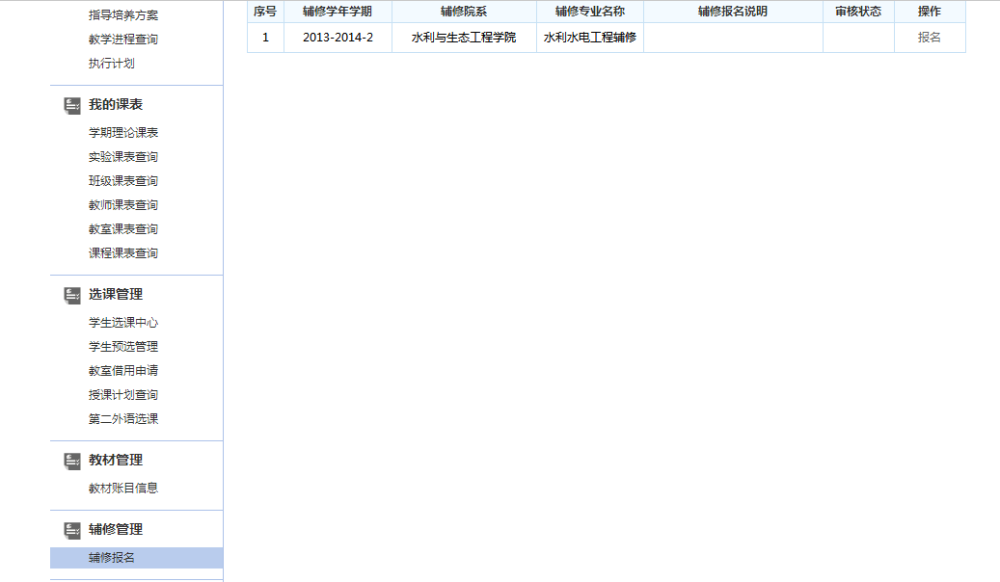 指导培养方案
教学进程查询
执行计划
我的课表
学期理论课表
实验课表查询
班级课表查询
教师课表查询
教室课表查询
课程课表查询
选课管理
学生选课中心
学生预选管理
教室借用申请
授课计划查询
第二外语选课
教材管理
教材账目信息
辅修管理
辅修报名
序号 辅修学年学期 辅修院系 辅修专业名称 辅修报名说明 审核状态 操作
1 2013-2014-2 水利与生态工程学院 水利水电工程辅修 报名